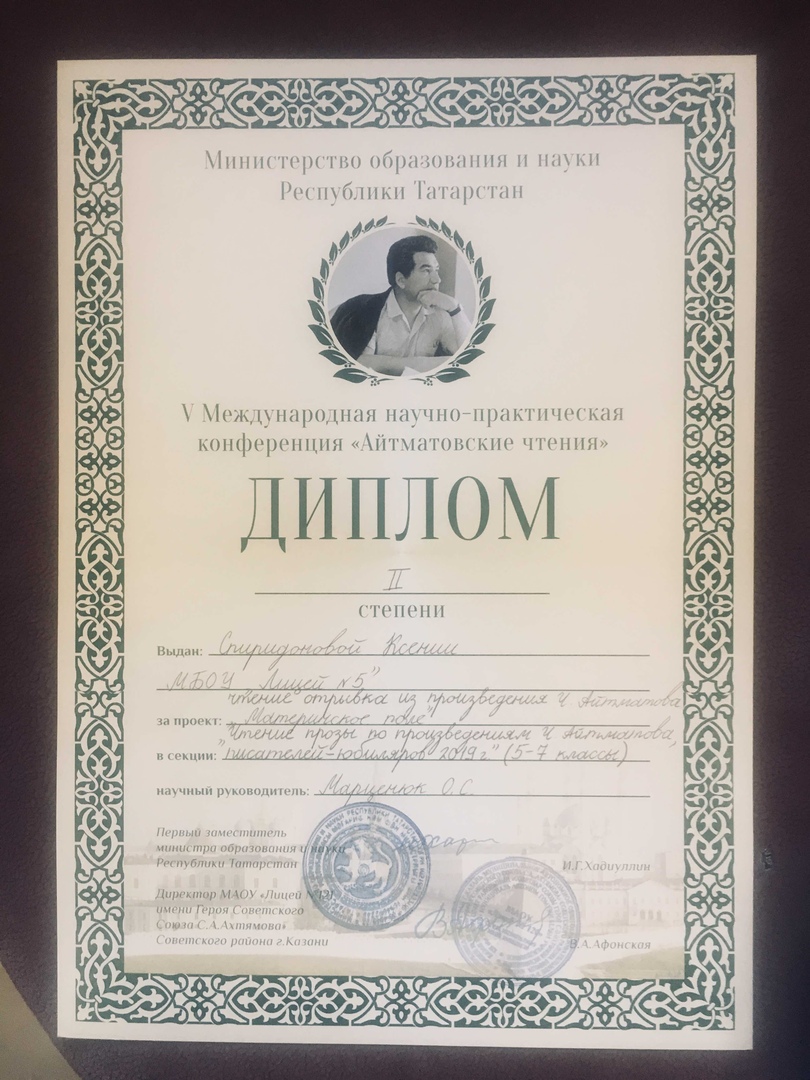 Министерство образования и науки
Республики Татарстан
V Международная научно-практическая
конференция «Айтматовские чтения»
ДИПЛОМ
II
степени
Выдан: Спиридоновой Ксении
МБОУ "Лицей №5"
чтение отрывка из произведения Ч Айтматова
за проект: "Материнское поле"
"Чтение прозы по произведениям Ч Айтматова,
в секции: писателей-юбиляров 2019 г." (5-7 классы)
научный руководитель: Марценюк О.С.
Первый заместитель
министра образования и науки
Республики Татарстан И.Г.Хадиуллин
Директор МАОУ «Лицей №121
имени Героя Советского
Союза С.А.Ахтямова»
Советского района г.Казани В.А.Афонская